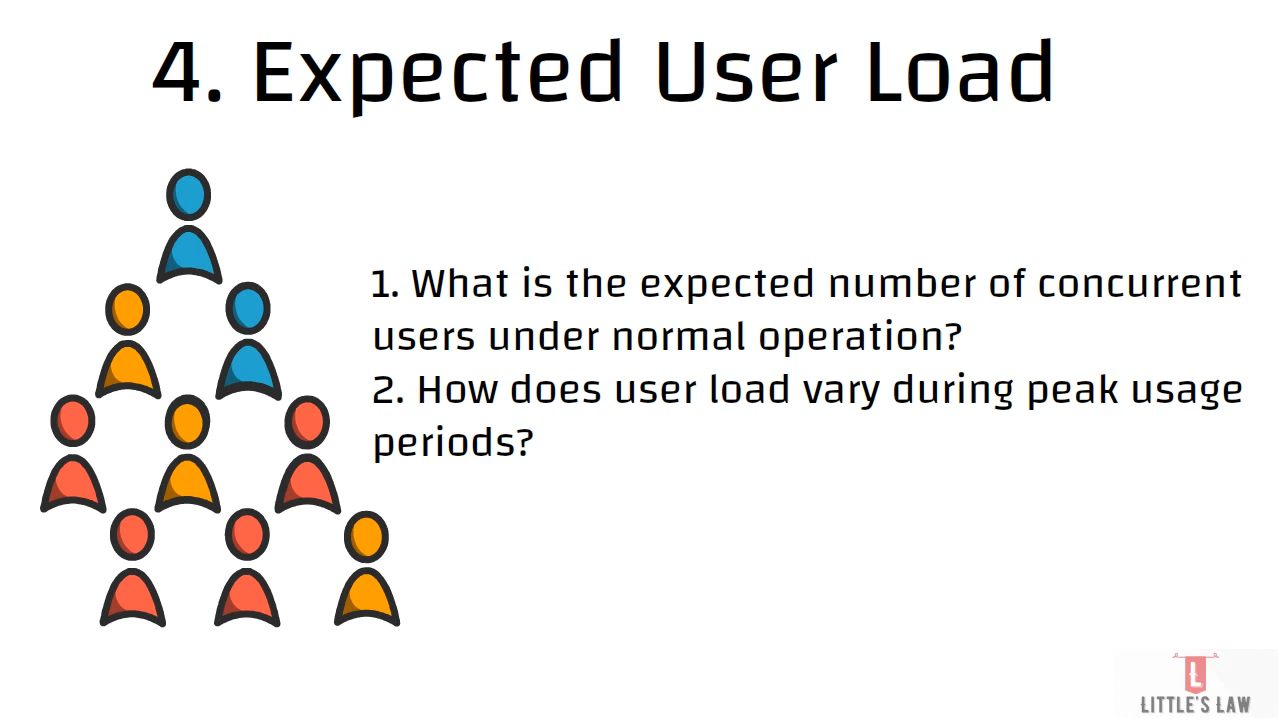 4. Expected User Load
1. What is the expected number of concurrent
users under normal operation?
2. How does user load vary during peak usage
periods?
L
LITTLE'S LAW